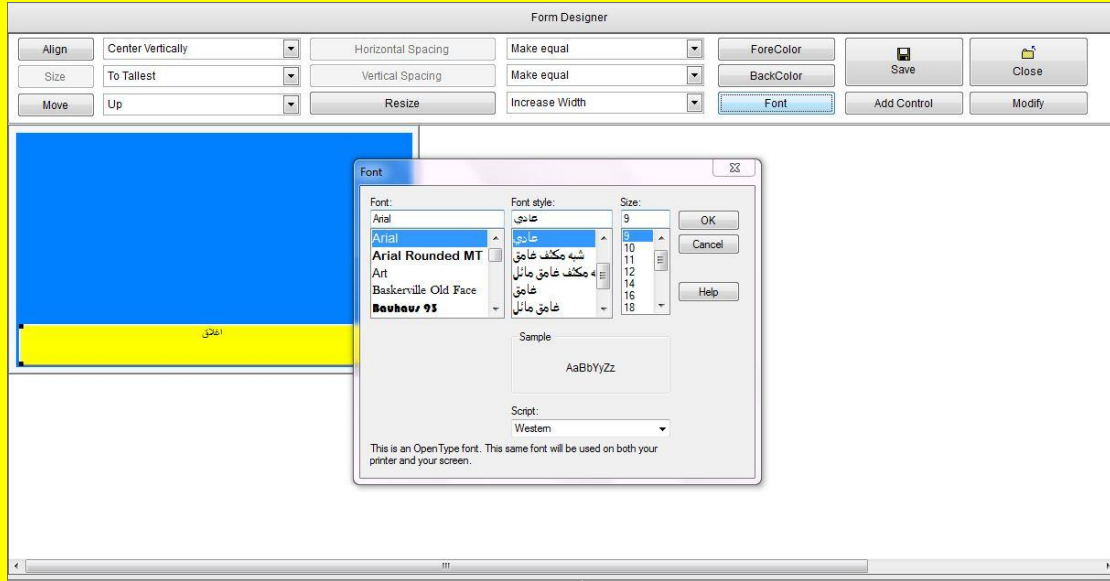 Form Designer
Align Center Vertically Horizontal Spacing Make equal ForeColor Save Close
Size To Tallest Vertical Spacing Make equal BackColor
Move Up Resize Increase Width Font Add Control Modify
Font
Font: Font style: Size:
Arial عادي 9 OK
Arial عادي 9 Cancel
Arial Rounded MT شبه مكثف غامق 10
Art مكثف غامق مائل 11
Baskerville Old Face غامق 12 Help
Bauhaus 93 غامق مائل 14
16
18
اغلاق
Sample
AaBbYyZz
Script:
Western
This is an OpenType font. This same font will be used on both your
printer and your screen.